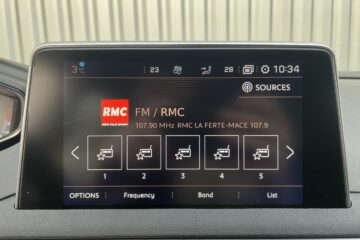 3°C 23 28 10:34
SOURCES
RMC
FM / RMC
107.90 MHz RMC LA FERTE-MACE 107.9
1 2 3 4 5
OPTIONS Frequency Band List